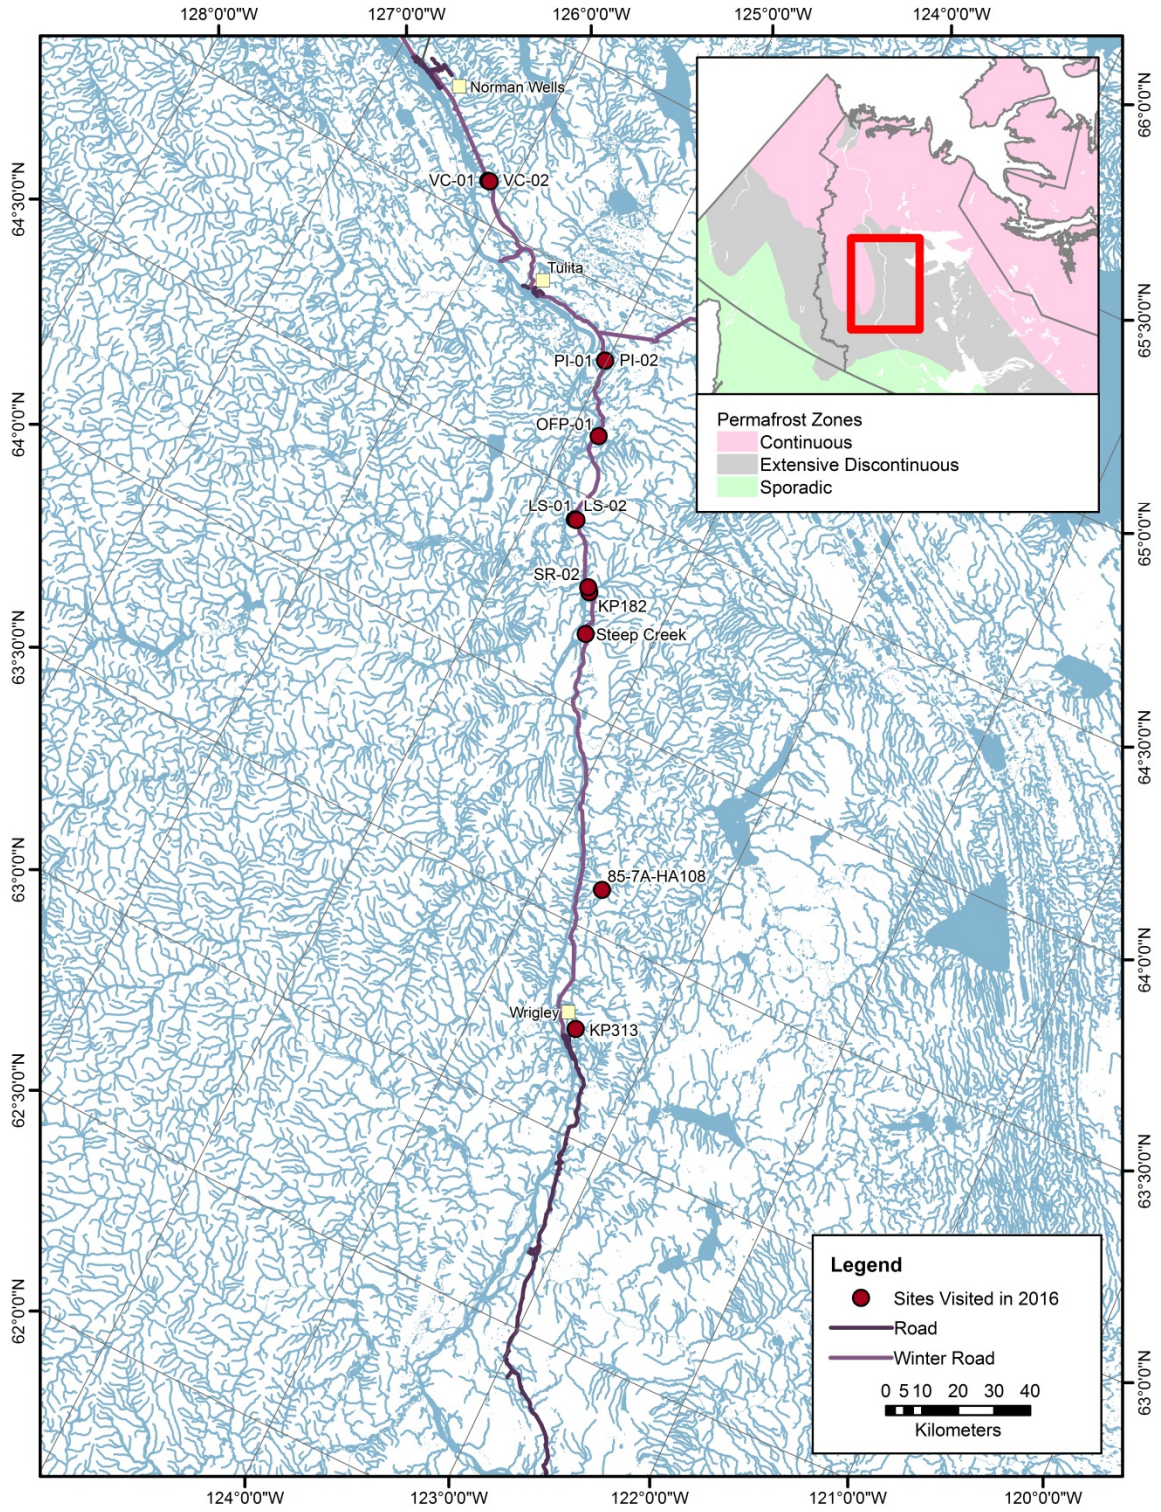 128°0'0"W
127°0'0"W
126°0'0"W
125°0'0"W
124°0'0"W
66°0'0"N
65°30'0"N
65°0'0"N
64°30'0"N
64°0'0"N
63°30'0"N
63°0'0"N
64°30'0"N
64°0'0"N
63°30'0"N
63°0'0"N
62°30'0"N
62°0'0"N
Norman Wells
VC-01 VC-02
Tulita
PI-01 PI-02
OFP-01
LS-01 LS-02
SR-02
KP182
Steep Creek
85-7A-HA108
Wrigley
KP313
Permafrost Zones
Continuous
Extensive Discontinuous
Sporadic
Legend
Sites Visited in 2016
Road
Winter Road
0 5 10 20 30 40
Kilometers
124°0'0"W
123°0'0"W
122°0'0"W
121°0'0"W
120°0'0"W